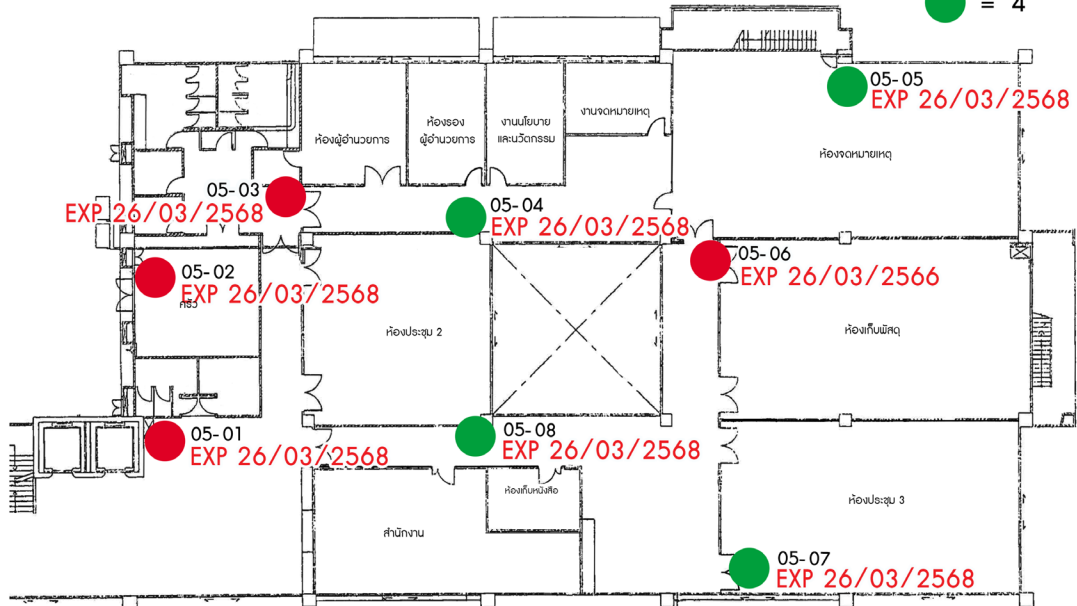 = 4
05-05
EXP 26/03/2568
งานจดหมายเหตุ
ห้องรอง
ผู้อำนวยการ
งานนโยบาย
และนวัตกรรม
ห้องผู้อำนวยการ
ห้องจดหมายเหตุ
05-03
EXP 26/03/2568
05-04
EXP 26/03/2568
05-06
EXP 26/03/2566
05-02
EXP 26/03/2568
ครัว
ห้องประชุม 2
ห้องเก็บพัสดุ
05-01
EXP 26/03/2568
05-08
EXP 26/03/2568
ห้องเก็บหนังสือ
ห้องประชุม 3
สำนักงาน
05-07
EXP 26/03/2568